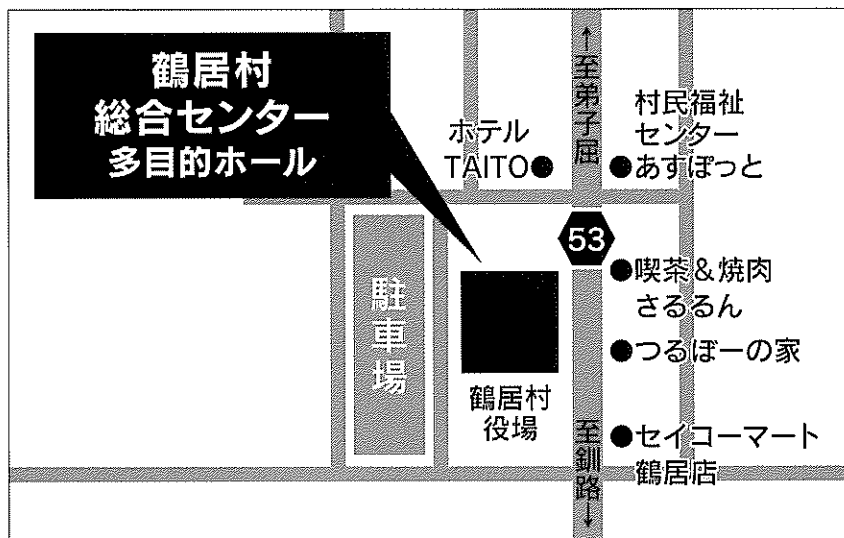 鶴居村
総合センター
多目的ホール
↑至弟子屈
ホテル
TAITO●
村民福祉
センター
●あすぽっと
53
●喫茶&焼肉
さるるん
駐車場
●つるぼーの家
鶴居村
役場
●セイコーマート
鶴居店
至釧路↓